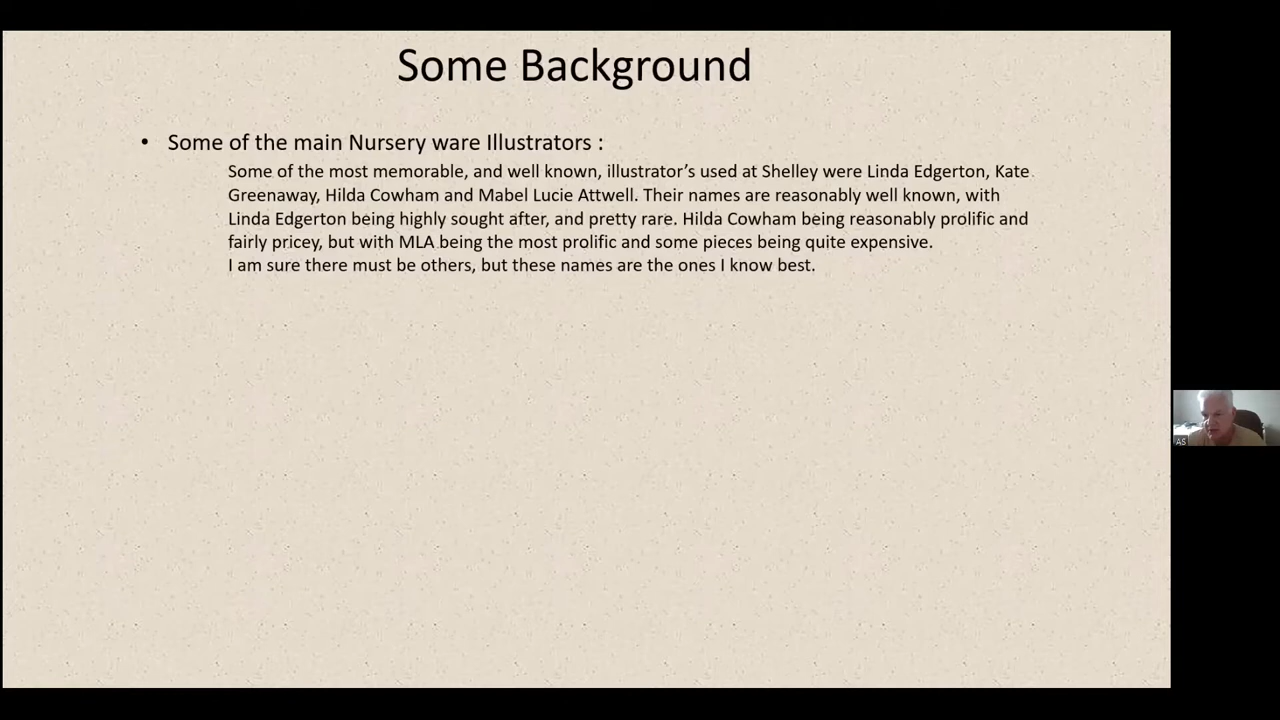 Some Background
• Some of the main Nursery ware Illustrators :
Some of the most memorable, and well known, illustrator’s used at Shelley were Linda Edgerton, Kate
Greenaway, Hilda Cowham and Mabel Lucie Attwell. Their names are reasonably well known, with
Linda Edgerton being highly sought after, and pretty rare. Hilda Cowham being reasonably prolific and
fairly pricey, but with MLA being the most prolific and some pieces being quite expensive.
I am sure there must be others, but these names are the ones I know best.
AS